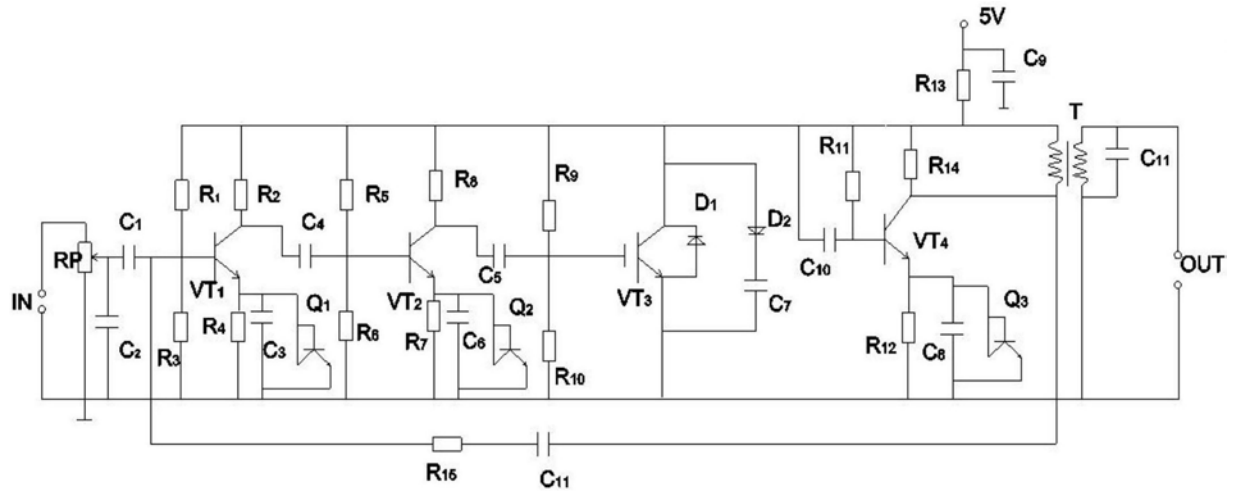 5V
C9
R13
T
R11
R14
C11
R1
R2
R5
R8
R9
D1
D2
C1
C4
RP
C5
VT4
C10
OUT
IN
VT1
Q1
VT2
Q2
VT3
C7
Q3
C2
R3
R4
C3
R6
R7
C6
R10
R12
C8
R15
C11